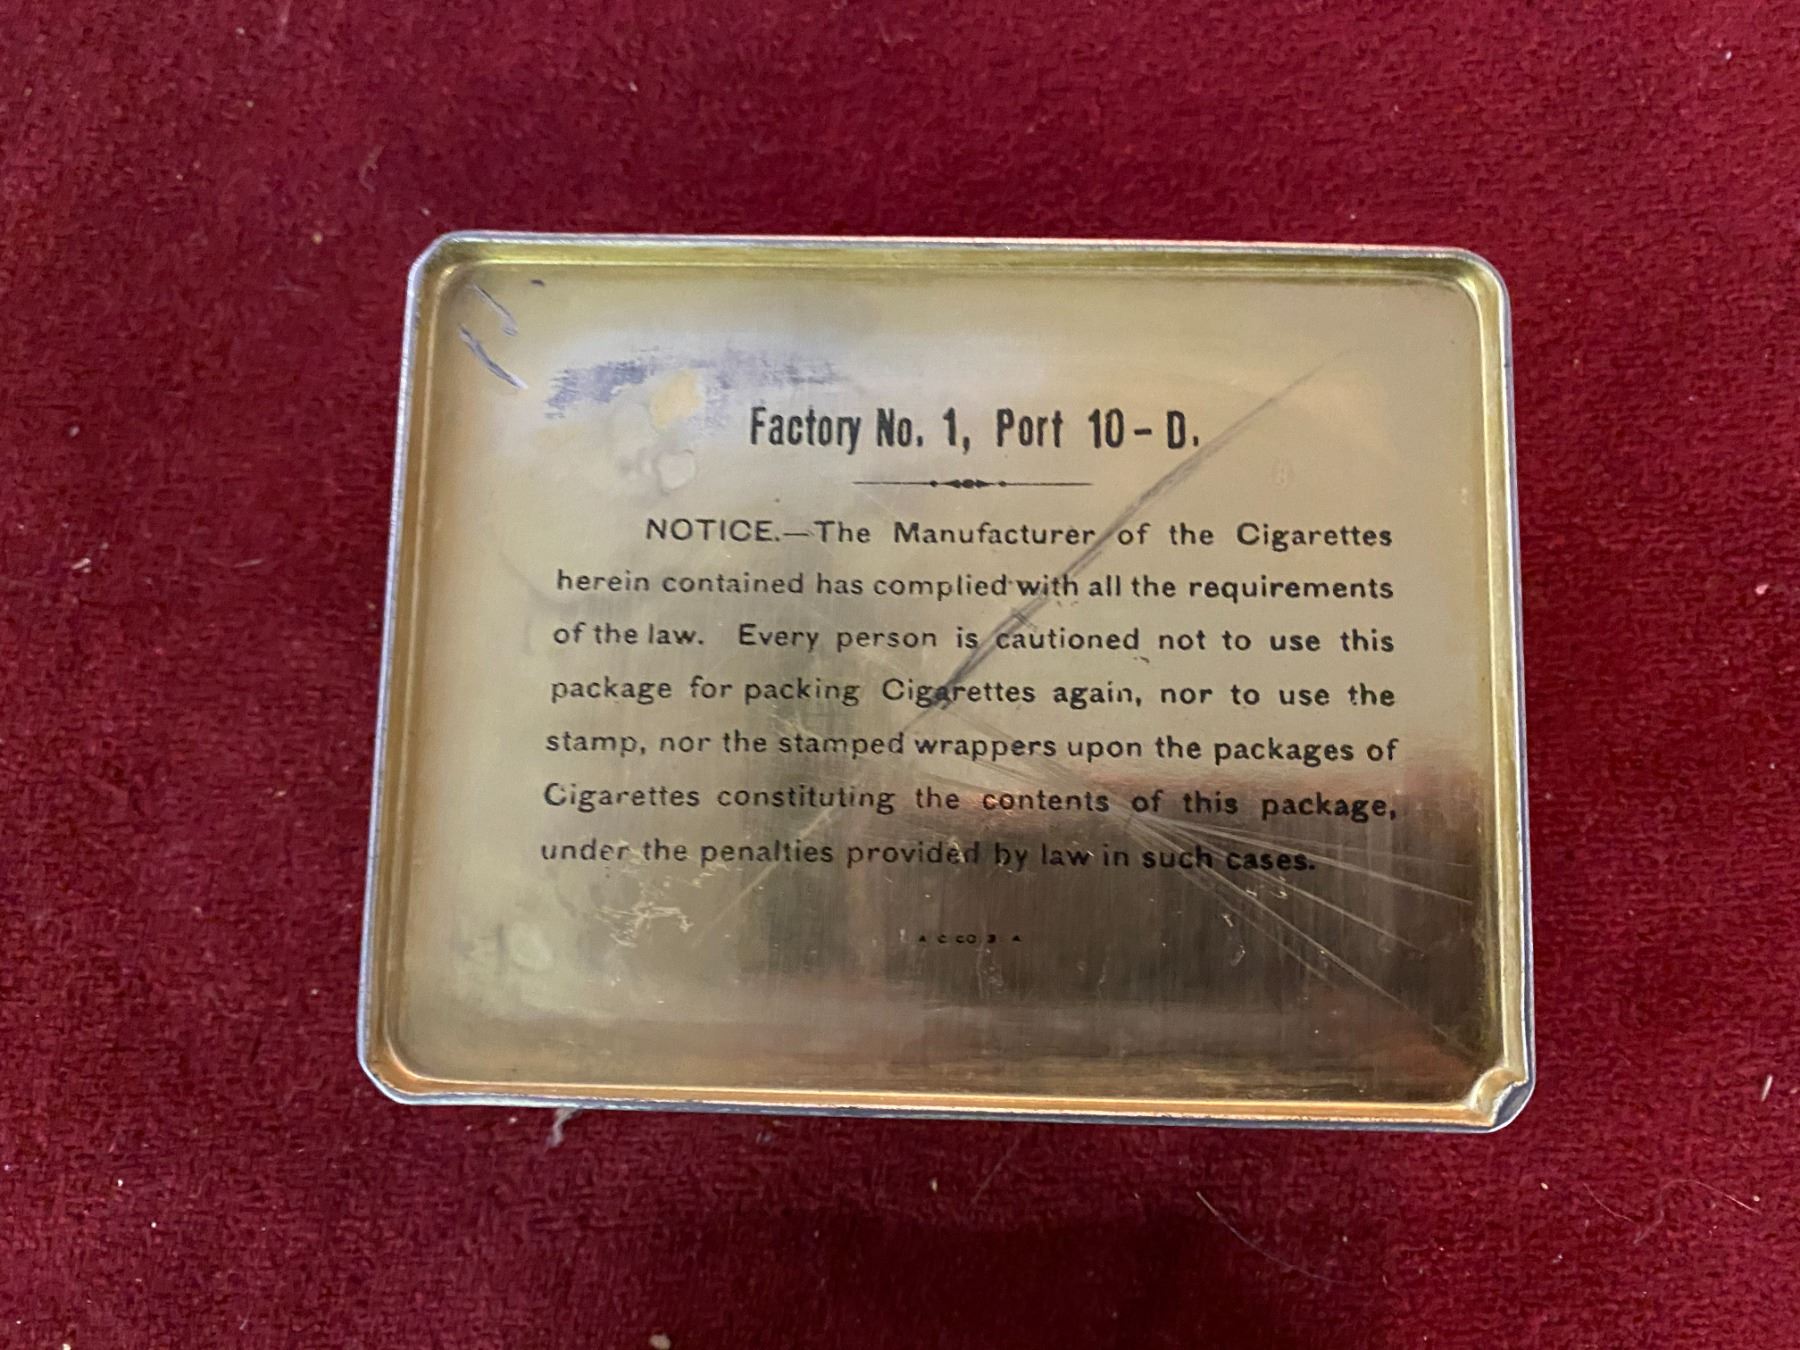 Factory No. 1, Port 10-D.
NOTICE.—The Manufacturer of the Cigarettes
herein contained has complied with all the requirements
of the law. Every person is cautioned not to use this
package for packing Cigarettes again, nor to use the
stamp, nor the stamped wrappers upon the packages of
Cigarettes constituting the contents of this package,
under the penalties provided by law in such cases.
A C CO